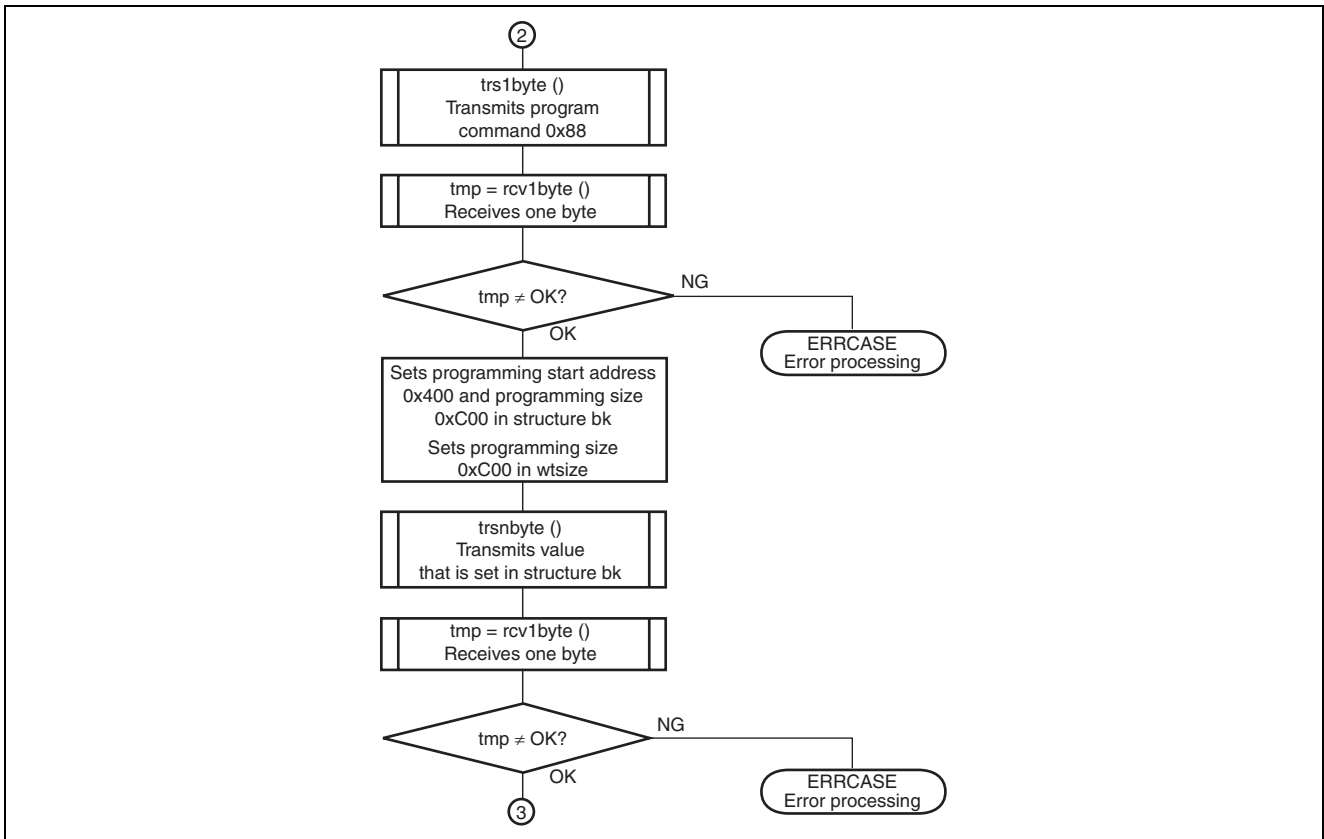 2
trs1byte ()
Transmits program
command 0x88
tmp = rcv1byte ()
Receives one byte
tmp ≠ OK?
NG
OK
ERRCASE
Error processing
Sets programming start address
0x400 and programming size
0xC00 in structure bk
Sets programming size
0xC00 in wtsize
trsnbyte ()
Transmits value
that is set in structure bk
tmp = rcv1byte ()
Receives one byte
tmp ≠ OK?
NG
OK
ERRCASE
Error processing
3